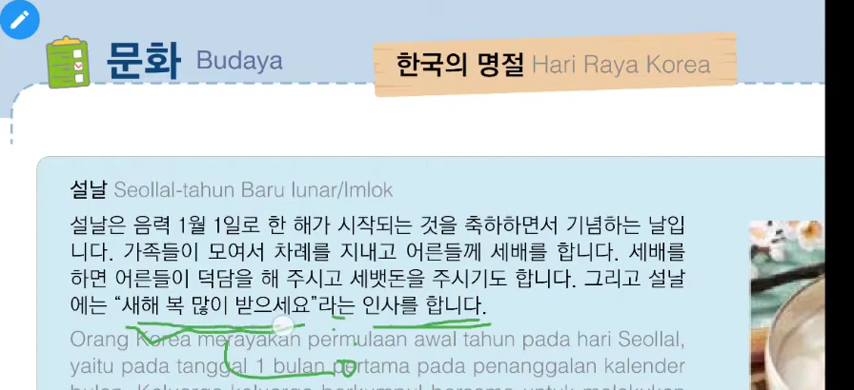 문화 Budaya
한국의 명절 Hari Raya Korea
설날 Seollal-tahun Baru lunar/Imlok
설날은 음력 1월 1일로 한 해가 시작되는 것을 축하하면서 기념하는 날입
니다. 가족들이 모여서 차례를 지내고 어른들께 세배를 합니다. 세배를
하면 어른들이 덕담을 해 주시고 세뱃돈을 주시기도 합니다. 그리고 설날
에는 “새해 복 많이 받으세요”라는 인사를 합니다.
Orang Korea merayakan permulaan awal tahun pada hari Seollal,
yaitu pada tanggal 1 bulan pertama pada penanggalan kalender
bulan. Keluarga-keluarga berkumpul bersama untuk melakukan